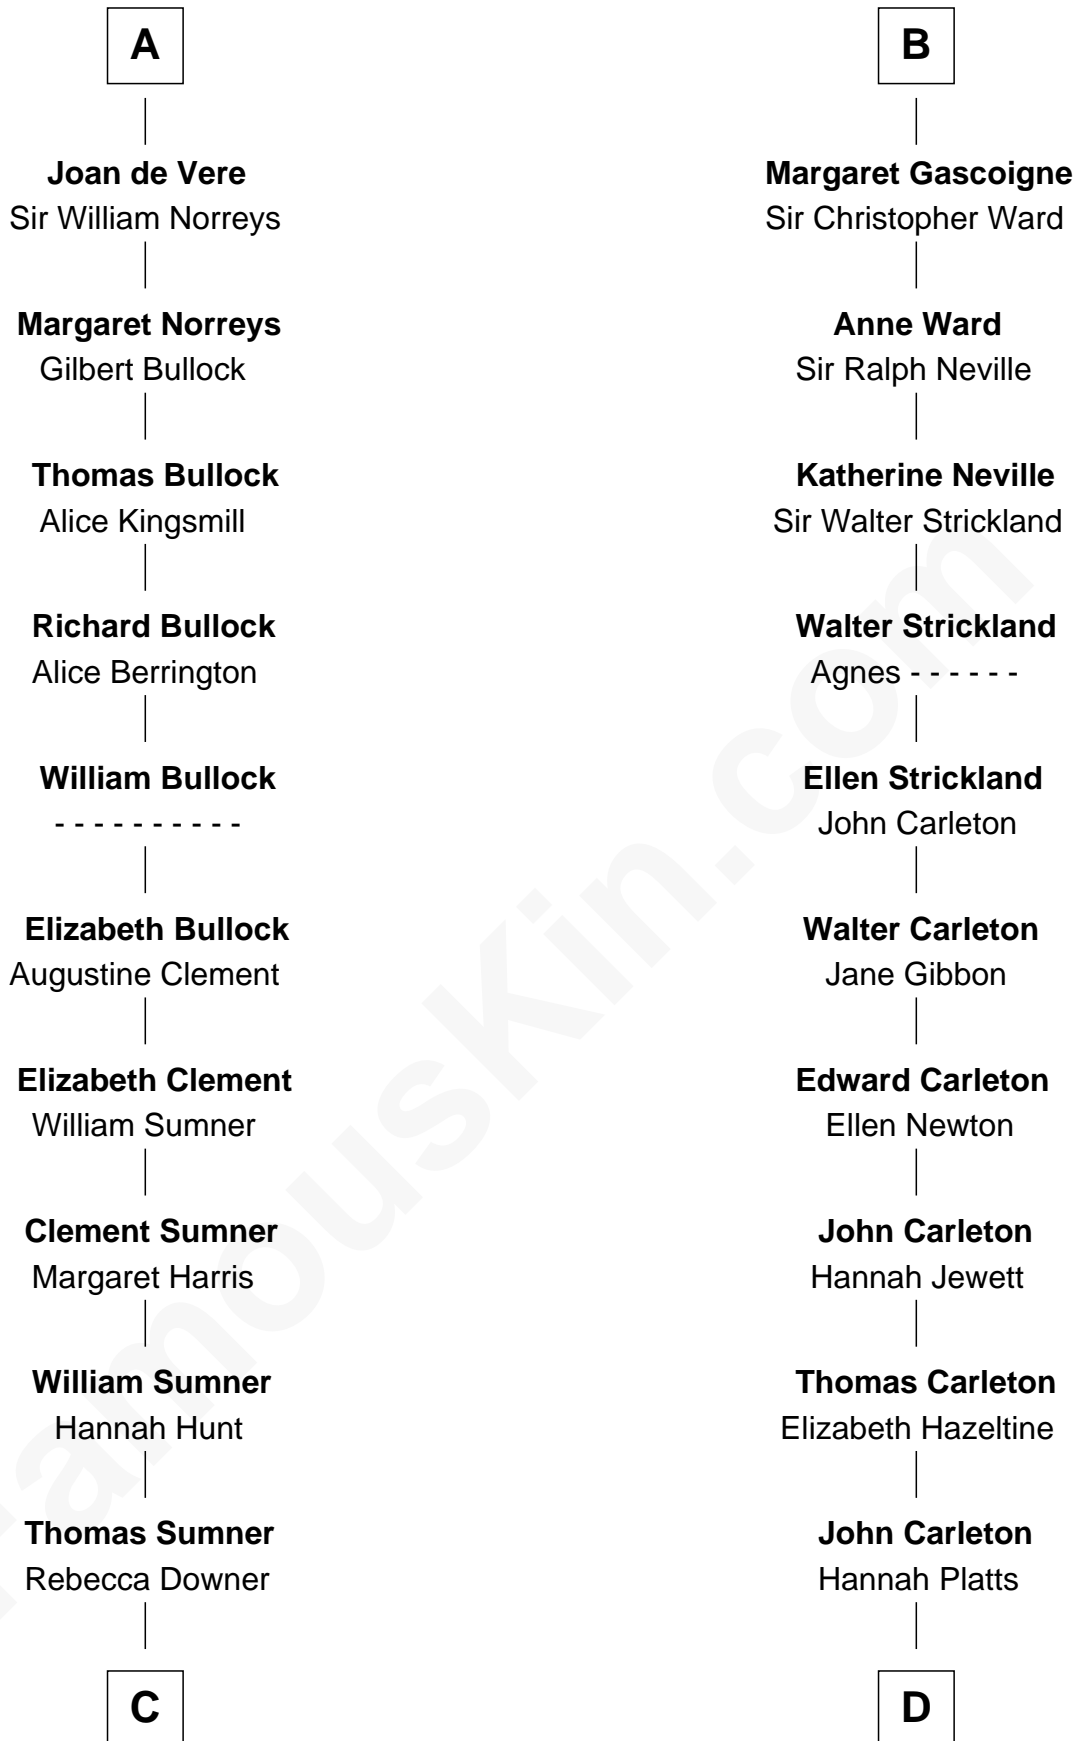 A
Joan de Vere
Sir William Norreys
Margaret Norreys
Gilbert Bullock
Thomas Bullock
Alice Kingsmill
Richard Bullock
Alice Berrington
William Bullock
- - - - - - - - - -
Elizabeth Bullock
Augustine Clement
Elizabeth Clement
William Sumner
Clement Sumner
Margaret Harris
William Sumner
Hannah Hunt
Thomas Sumner
Rebecca Downer
C
B
Margaret Gascoigne
Sir Christopher Ward
Anne Ward
Sir Ralph Neville
Katherine Neville
Sir Walter Strickland
Walter Strickland
Agnes - - - - - -
Ellen Strickland
John Carleton
Walter Carleton
Jane Gibbon
Edward Carleton
Ellen Newton
John Carleton
Hannah Jewett
Thomas Carleton
Elizabeth Hazeltine
John Carleton
Hannah Platts
D
FamousKin.com